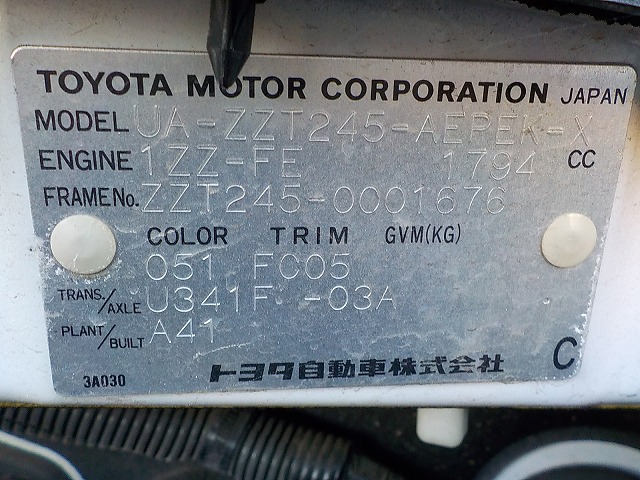 TOYOTA MOTOR CORPORATION JAPAN
MODEL UA-ZZT245-AEPEK-X
ENGINE 1ZZ-FE 1794 CC
FRAME No. ZZT245-0001676
COLOR TRIM GVM(KG)
051 FC05
TRANS./AXLE U341F -03A
PLANT/BUILT A41
3A030 トヨタ自動車株式会社 C